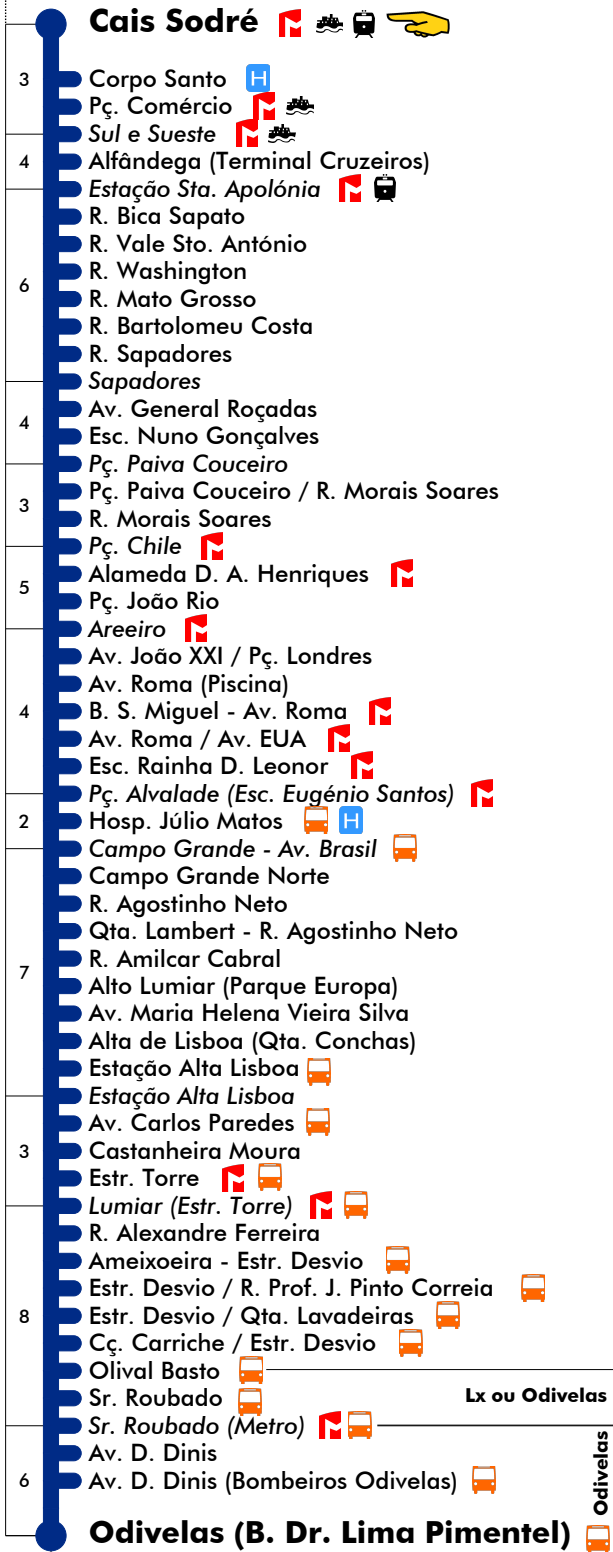 Cais Sodré
3
Corpo Santo H
Pç. Comércio
Sul e Sueste
4
Alfândega (Terminal Cruzeiros)
Estação Sta. Apolónia
R. Bica Sapato
R. Vale Sto. António
R. Washington
6
R. Mato Grosso
R. Bartolomeu Costa
R. Sapadores
Sapadores
Av. General Roçadas
4
Esc. Nuno Gonçalves
Pç. Paiva Couceiro
Pç. Paiva Couceiro / R. Morais Soares
3
R. Morais Soares
Pç. Chile
Alameda D. A. Henriques
5
Pç. João Rio
Areeiro
Av. João XXI / Pç. Londres
Av. Roma (Piscina)
4
B. S. Miguel - Av. Roma
Av. Roma / Av. EUA
Esc. Rainha D. Leonor
Pç. Alvalade (Esc. Eugénio Santos)
2
Hosp. Júlio Matos H
Campo Grande - Av. Brasil
Campo Grande Norte
R. Agostinho Neto
Qta. Lambert - R. Agostinho Neto
R. Amilcar Cabral
7
Alto Lumiar (Parque Europa)
Av. Maria Helena Vieira Silva
Alta de Lisboa (Qta. Conchas)
Estação Alta Lisboa
Estação Alta Lisboa
Av. Carlos Paredes
3
Castanheira Moura
Estr. Torre
Lumiar (Estr. Torre)
R. Alexandre Ferreira
Ameixoeira - Estr. Desvio
Estr. Desvio / R. Prof. J. Pinto Correia
8
Estr. Desvio / Qta. Lavadeiras
Cç. Carriche / Estr. Desvio
Olival Basto
Sr. Roubado
Lx ou Odivelas
Sr. Roubado (Metro)
Av. D. Dinis
6
Av. D. Dinis (Bombeiros Odivelas)
Odivelas
Odivelas (B. Dr. Lima Pimentel)